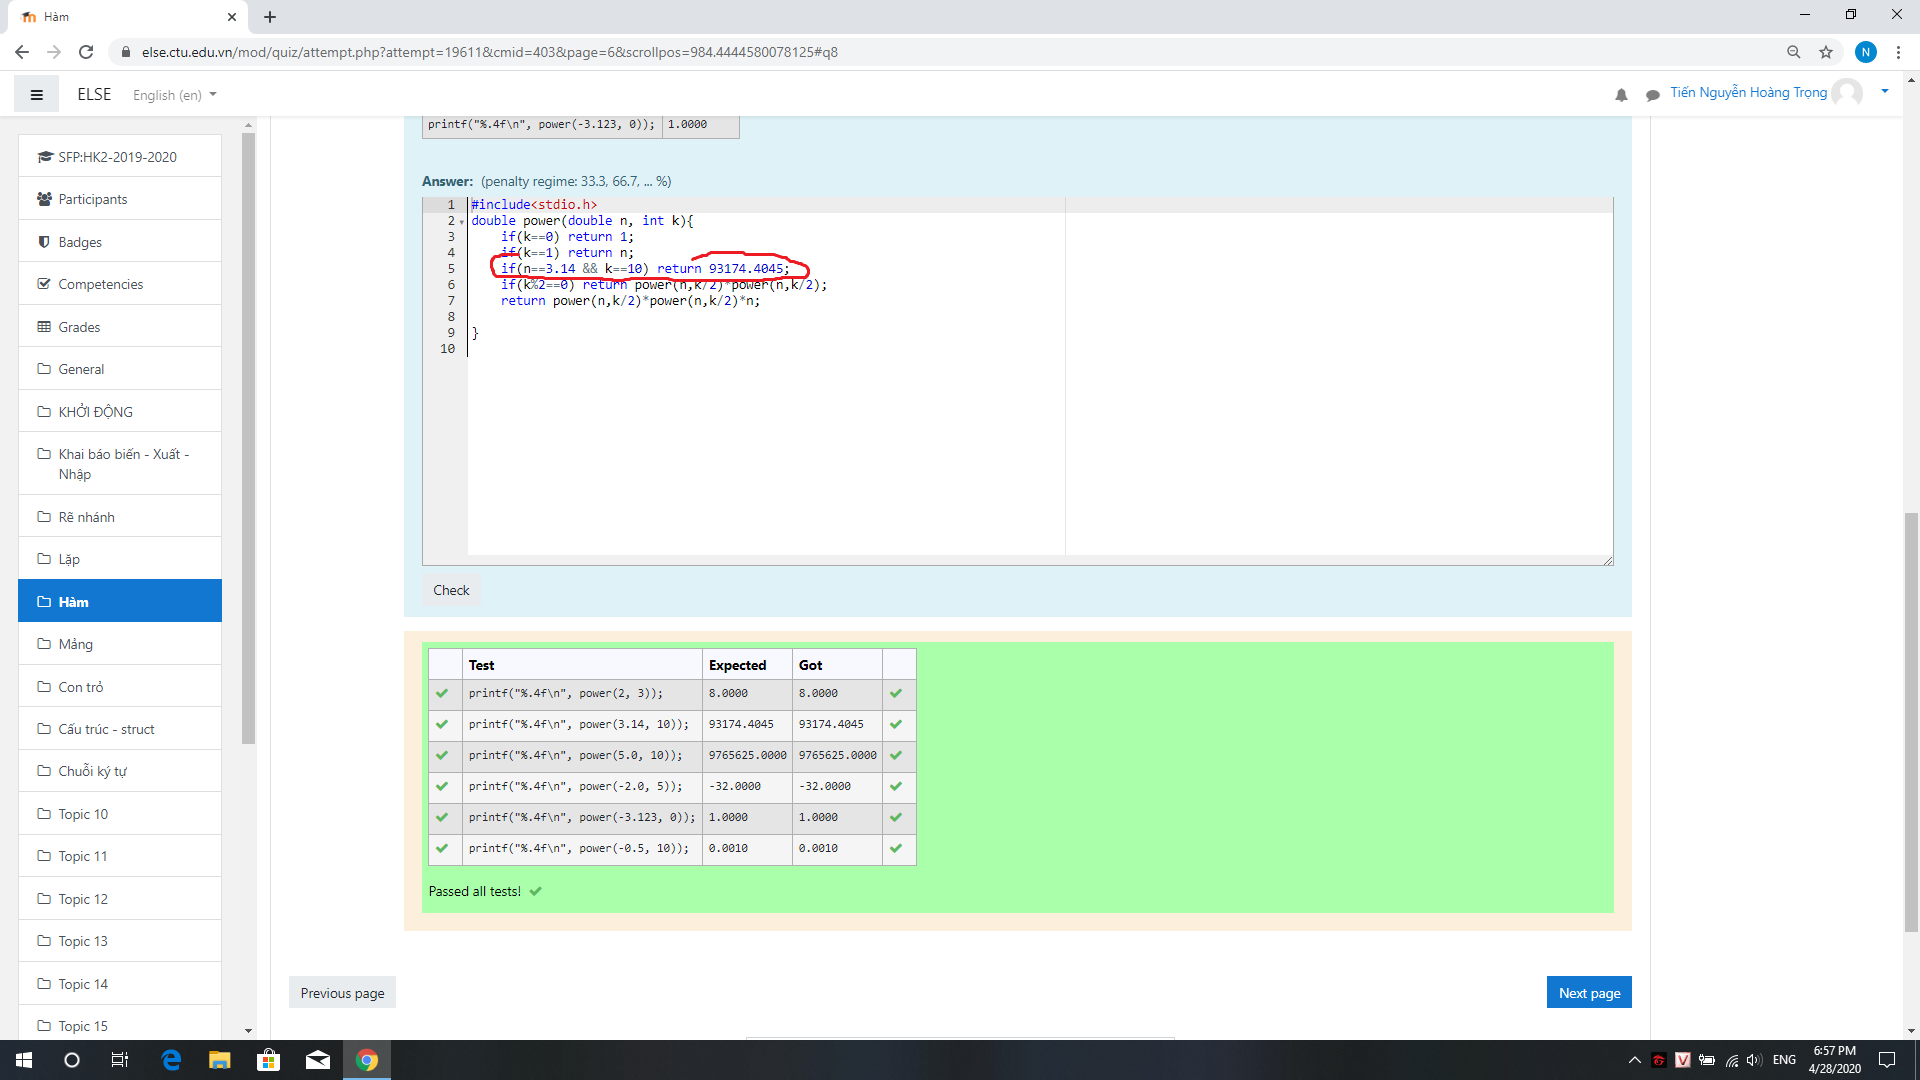 Hàm
else.ctu.edu.vn/mod/quiz/attempt.php?attempt=19611&cmid=403&page=6&scrollpos=984.4444580078125#q8
N
ELSE English (en)
Tiến Nguyễn Hoàng Trọng
SFP:HK2-2019-2020
Participants
Badges
Competencies
Grades
General
KHỞI ĐỘNG
Khai báo biến - Xuất -
Nhập
Rẽ nhánh
Lặp
Hàm
Mảng
Con trỏ
Cấu trúc - struct
Chuỗi ký tự
Topic 10
Topic 11
Topic 12
Topic 13
Topic 14
Topic 15
printf("%.4f\n", power(-3.123, 0)); 1.0000
Answer: (penalty regime: 33.3, 66.7, ... %)
1 #include<stdio.h>
2 double power(double n, int k){
3 if(k==0) return 1;
4 if(k==1) return n;
5 if(n==3.14 && k==10) return 93174.4045;
6 if(k%2==0) return power(n,k/2)*power(n,k/2);
7 return power(n,k/2)*power(n,k/2)*n;
8
9 }
10
Check
Test Expected Got
printf("%.4f\n", power(2, 3)); 8.0000 8.0000
printf("%.4f\n", power(3.14, 10)); 93174.4045 93174.4045
printf("%.4f\n", power(5.0, 10)); 9765625.0000 9765625.0000
printf("%.4f\n", power(-2.0, 5)); -32.0000 -32.0000
printf("%.4f\n", power(-3.123, 0)); 1.0000 1.0000
printf("%.4f\n", power(-0.5, 10)); 0.0010 0.0010
Passed all tests!
Previous page
Next page
ENG
6:57 PM
4/28/2020